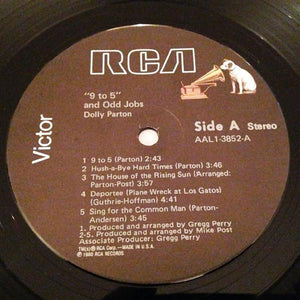 RCA
Victor
"9 to 5"
and Odd Jobs
Dolly Parton
Side A Stereo
AAL1-3852-A
1 9 to 5 (Parton) 2:43
2 Hush-a-Bye Hard Times (Parton) 3:46
3 The House of the Rising Sun (Arranged:
Parton-Post) 3:57
4 Deportee (Plane Wreck at Los Gatos)
(Guthrie-Hoffman) 4:41
5 Sing for the Common Man (Parton-
Andersen) 3:45
1: Produced and arranged by Gregg Perry
2-5: Produced and arranged by Mike Post
Associate Producer: Gregg Perry
TM(s)® RCA Corp.—MADE IN U.S.A.
℗ 1980 RCA RECORDS